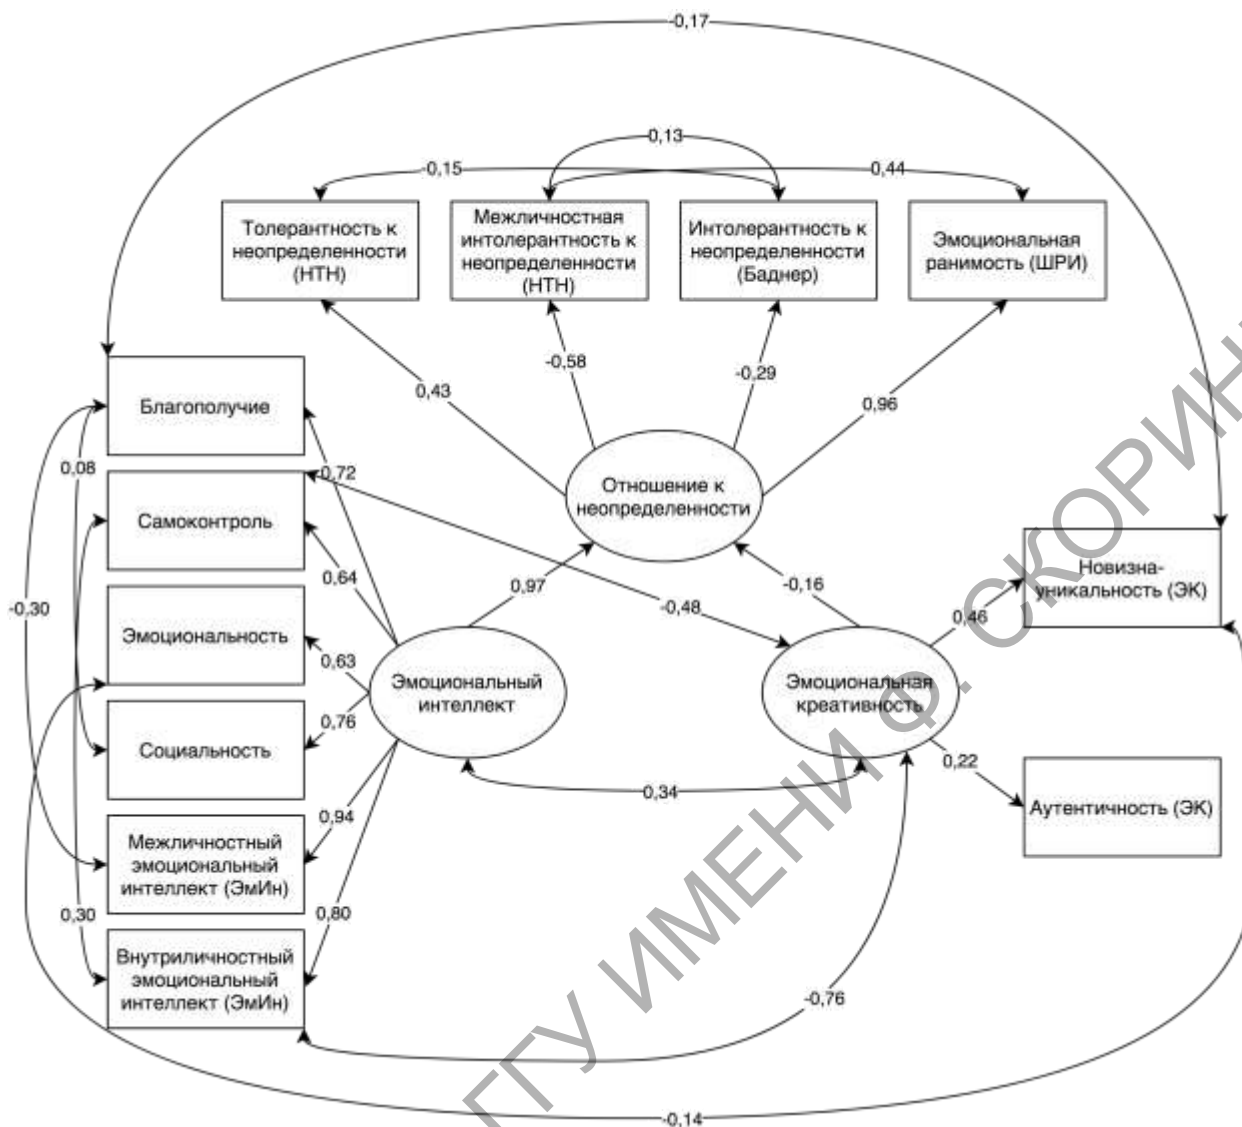 -0,17
0,13
-0,15
0,44
Толерантность к
неопределенности
(НТН)
Межличностная
интолерантность к
неопределенности
(НТН)
Интолерантность к
неопределенности
(Баднер)
Эмоциональная
ранимость (ШРИ)
-0,58
-0,29
0,43
0,96
Благополучие
0,08
0,72
Отношение к
неопределенности
Самоконтроль
0,64
0,97
-0,16
-0,48
Новизна-
уникальность (ЭК)
0,46
-0,30
Эмоциональность
0,63
Эмоциональный
интеллект
Эмоциональная
креативность
0,76
Социальность
0,22
0,34
Аутентичность (ЭК)
0,94
Межличностный
эмоциональный
интеллект (ЭмИн)
0,30
0,80
Внутриличностный
эмоциональный
интеллект (ЭмИн)
-0,76
-0,14
ГГУ ИМЕНИ Ф. СКОРИН